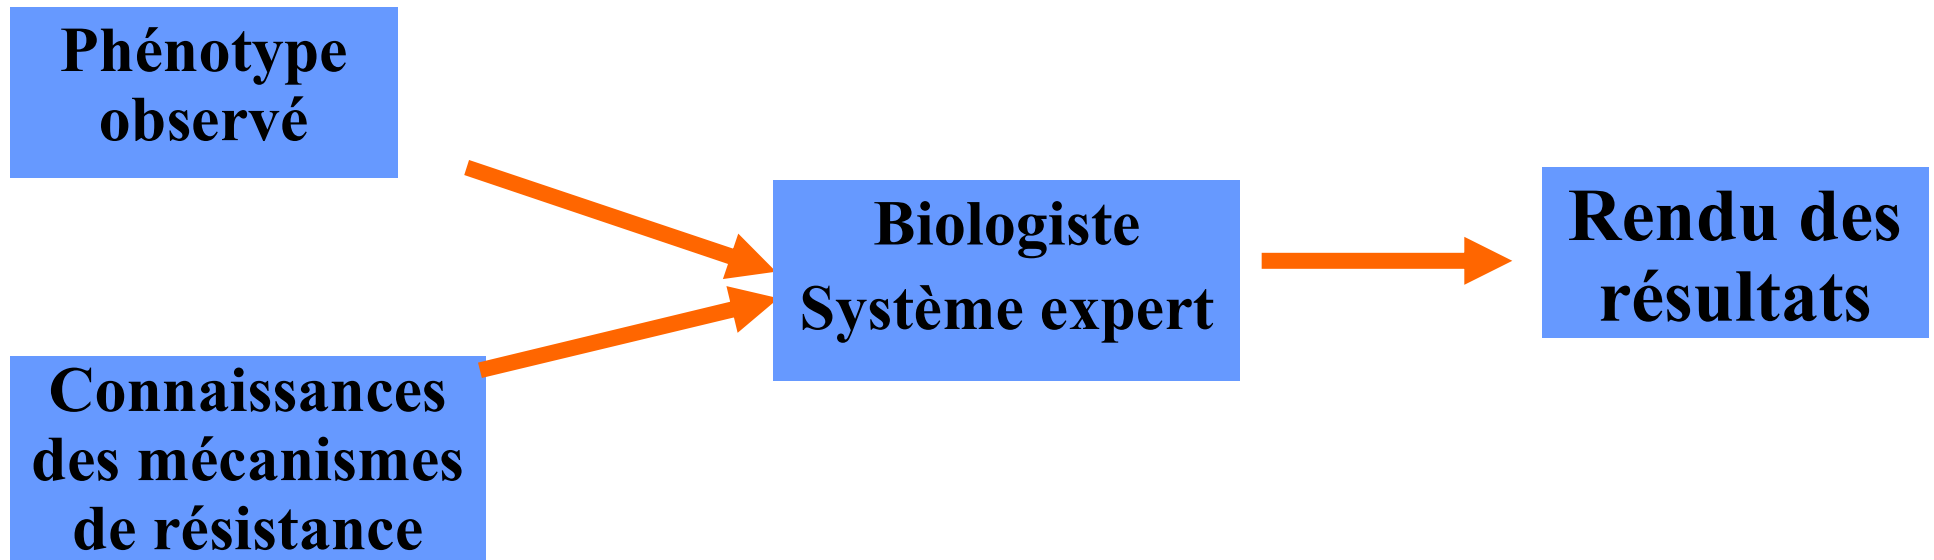 Phénotype
observé
Connaissances
des mécanismes
de résistance
Biologiste
Système expert
Rendu des
résultats